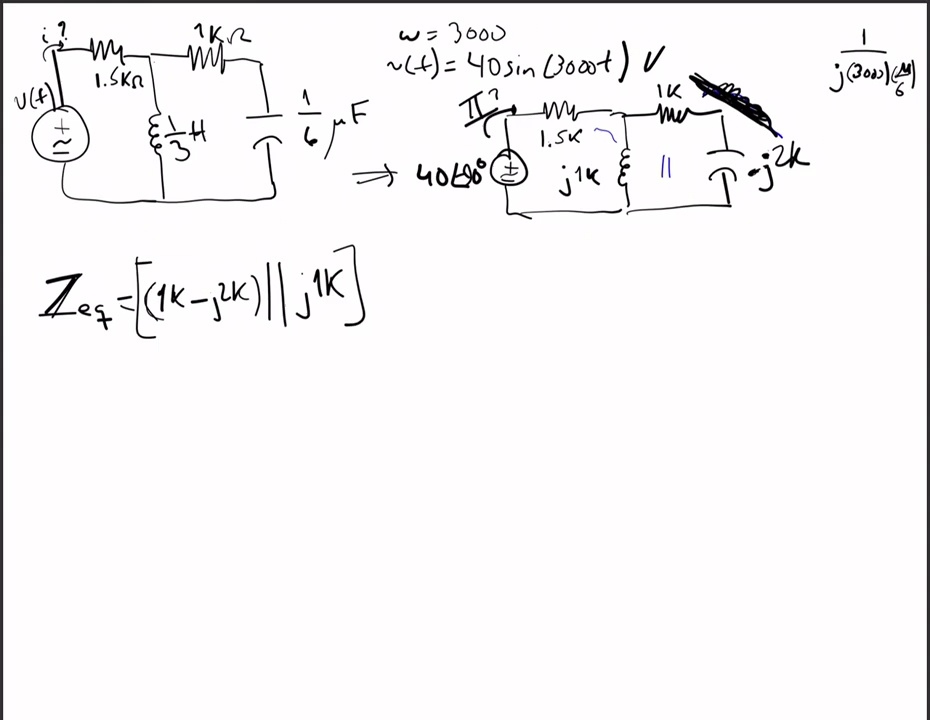 i?
1KΩ
1.5KΩ
v(t)
+
1/3 H
1/6 μF
ω = 3000
v(t) = 40 sin (3000t) V
1/(j(3000)(M/6))
⇒
40∠-90°
+
1.5K
j1K
1K
||
-j2K
Zeq = [(1K - j2K) || j1K]